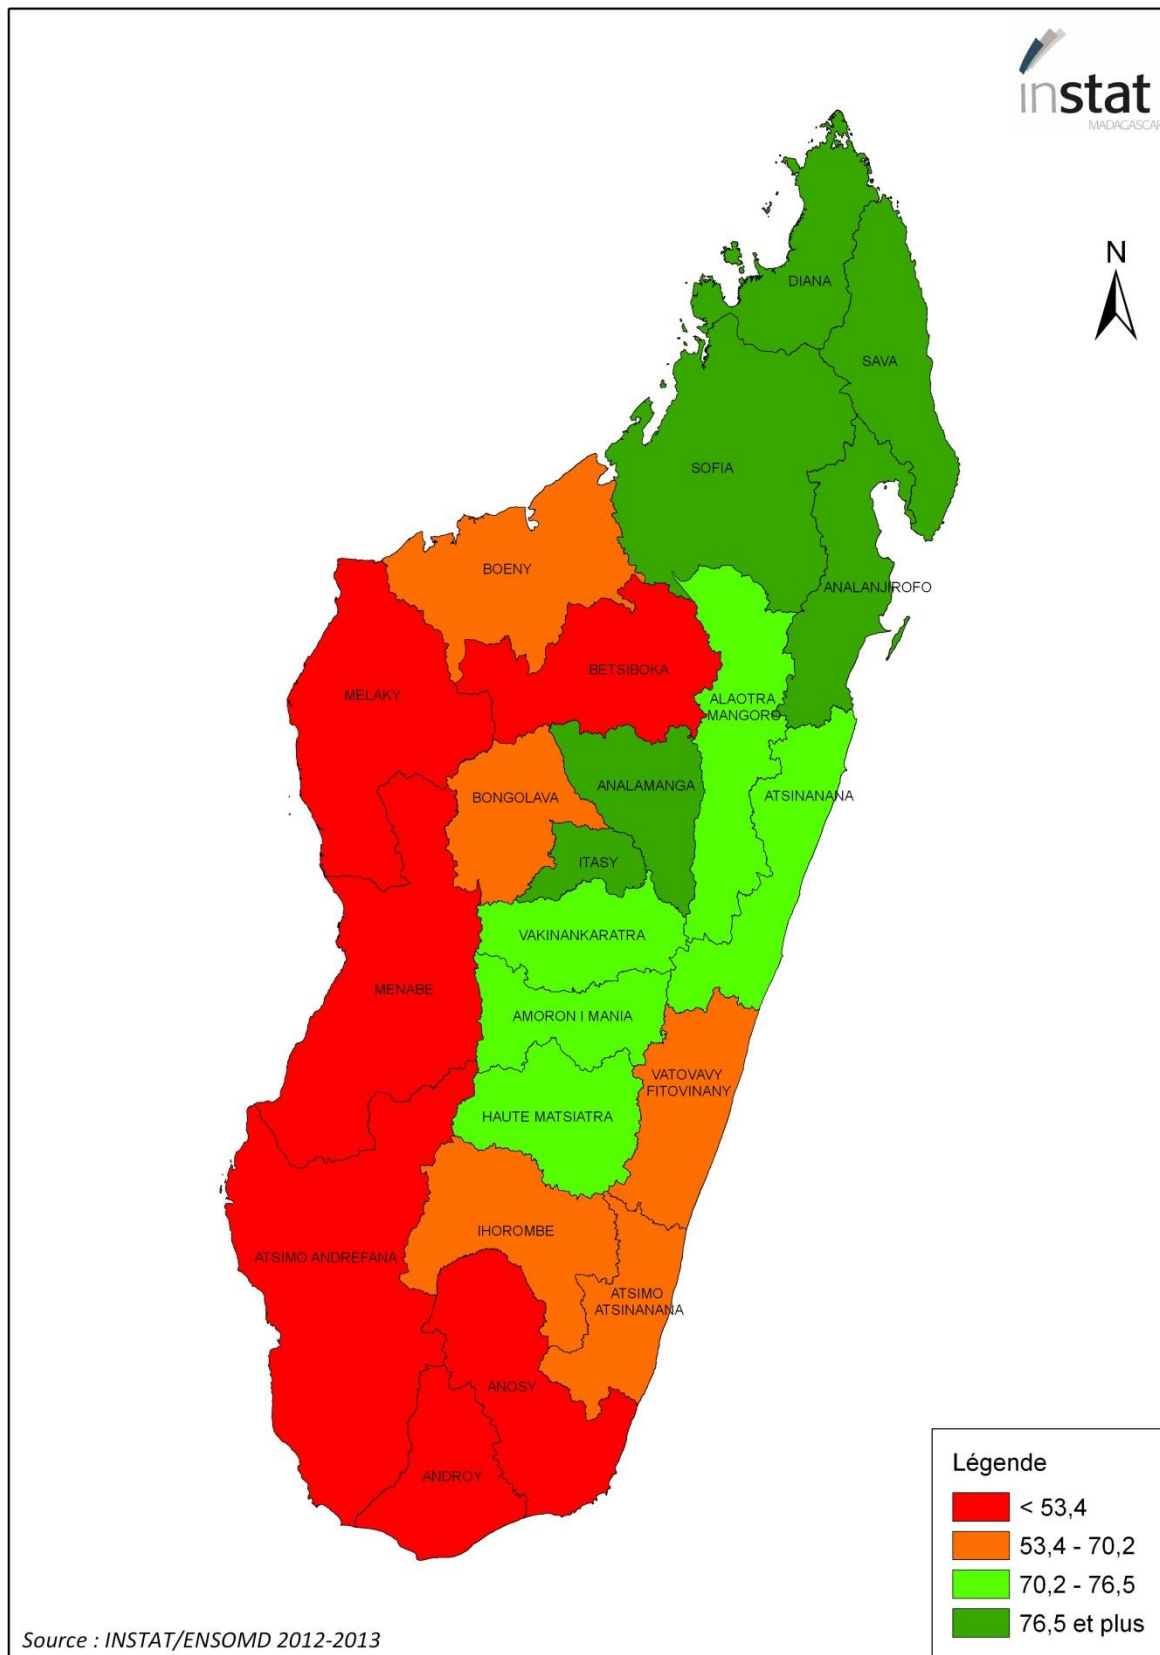 instat
MADAGASCAR
N
DIANA
SAVA
SOFIA
BOENY
ANALANJIROFO
BETSIBOKA
MELAKY
ALAOTRA
MANGORO
ANALAMANGA
BONGOLAVA
ATSINANANA
ITASY
VAKINANKARATRA
MENABE
AMORON I MANIA
VATOVAVY
FITOVINANY
HAUTE MATSIATRA
IHOROMBE
ATSIMO ANDREFANA
ATSIMO
ATSINANANA
ANOSY
ANDROY
Légende
< 53,4
53,4 - 70,2
70,2 - 76,5
76,5 et plus
Source : INSTAT/ENSOMD 2012-2013